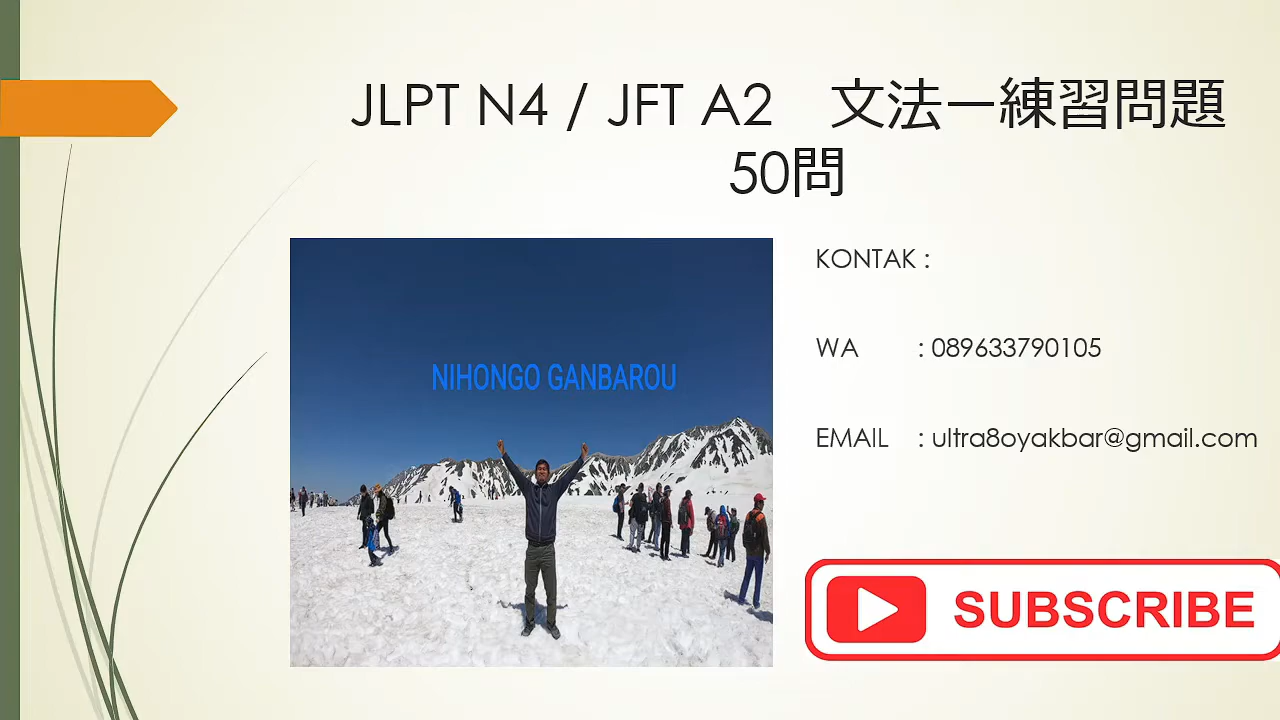 JLPT N4 / JFT A2　文法ー練習問題
50問
NIHONGO GANBAROU
KONTAK :
WA : 089633790105
EMAIL : ultra8oyakbar@gmail.com
SUBSCRIBE